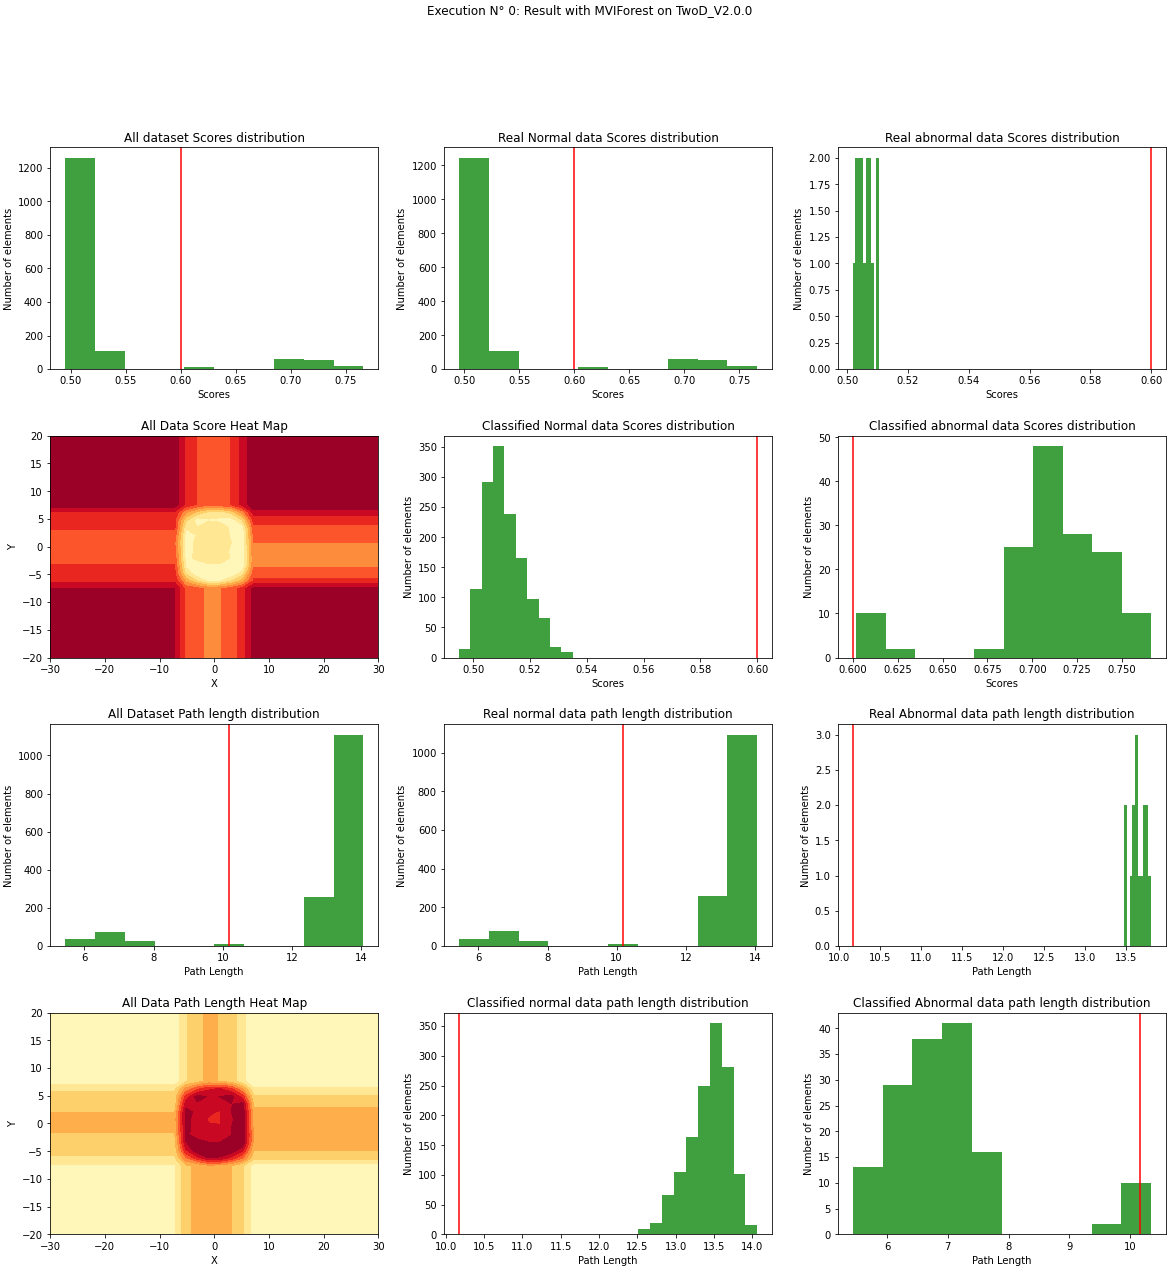 Execution N° 0: Result with MVIForest on TwoD_V2.0.0
All dataset Scores distribution
Number of elements
1200
1000
800
600
400
200
0
0.50 0.55 0.60 0.65 0.70 0.75
Scores
Real Normal data Scores distribution
Number of elements
1200
1000
800
600
400
200
0
0.50 0.55 0.60 0.65 0.70 0.75
Scores
Real abnormal data Scores distribution
Number of elements
2.00
1.75
1.50
1.25
1.00
0.75
0.50
0.25
0.00
0.50 0.52 0.54 0.56 0.58 0.60
Scores
All Data Score Heat Map
Y
20
15
10
5
0
−5
−10
−15
−20
−30 −20 −10 0 10 20 30
X
Classified Normal data Scores distribution
Number of elements
350
300
250
200
150
100
50
0
0.50 0.52 0.54 0.56 0.58 0.60
Scores
Classified abnormal data Scores distribution
Number of elements
50
40
30
20
10
0
0.600 0.625 0.650 0.675 0.700 0.725 0.750
Scores
All Dataset Path length distribution
Number of elements
1000
800
600
400
200
0
6 8 10 12 14
Path Length
Real normal data path length distribution
Number of elements
1000
800
600
400
200
0
6 8 10 12 14
Path Length
Real Abnormal data path length distribution
Number of elements
3.0
2.5
2.0
1.5
1.0
0.5
0.0
10.0 10.5 11.0 11.5 12.0 12.5 13.0 13.5
Path Length
All Data Path Length Heat Map
Y
20
15
10
5
0
−5
−10
−15
−20
−30 −20 −10 0 10 20 30
X
Classified normal data path length distribution
Number of elements
350
300
250
200
150
100
50
0
10.0 10.5 11.0 11.5 12.0 12.5 13.0 13.5 14.0
Path Length
Classified Abnormal data path length distribution
Number of elements
40
35
30
25
20
15
10
5
0
6 7 8 9 10
Path Length